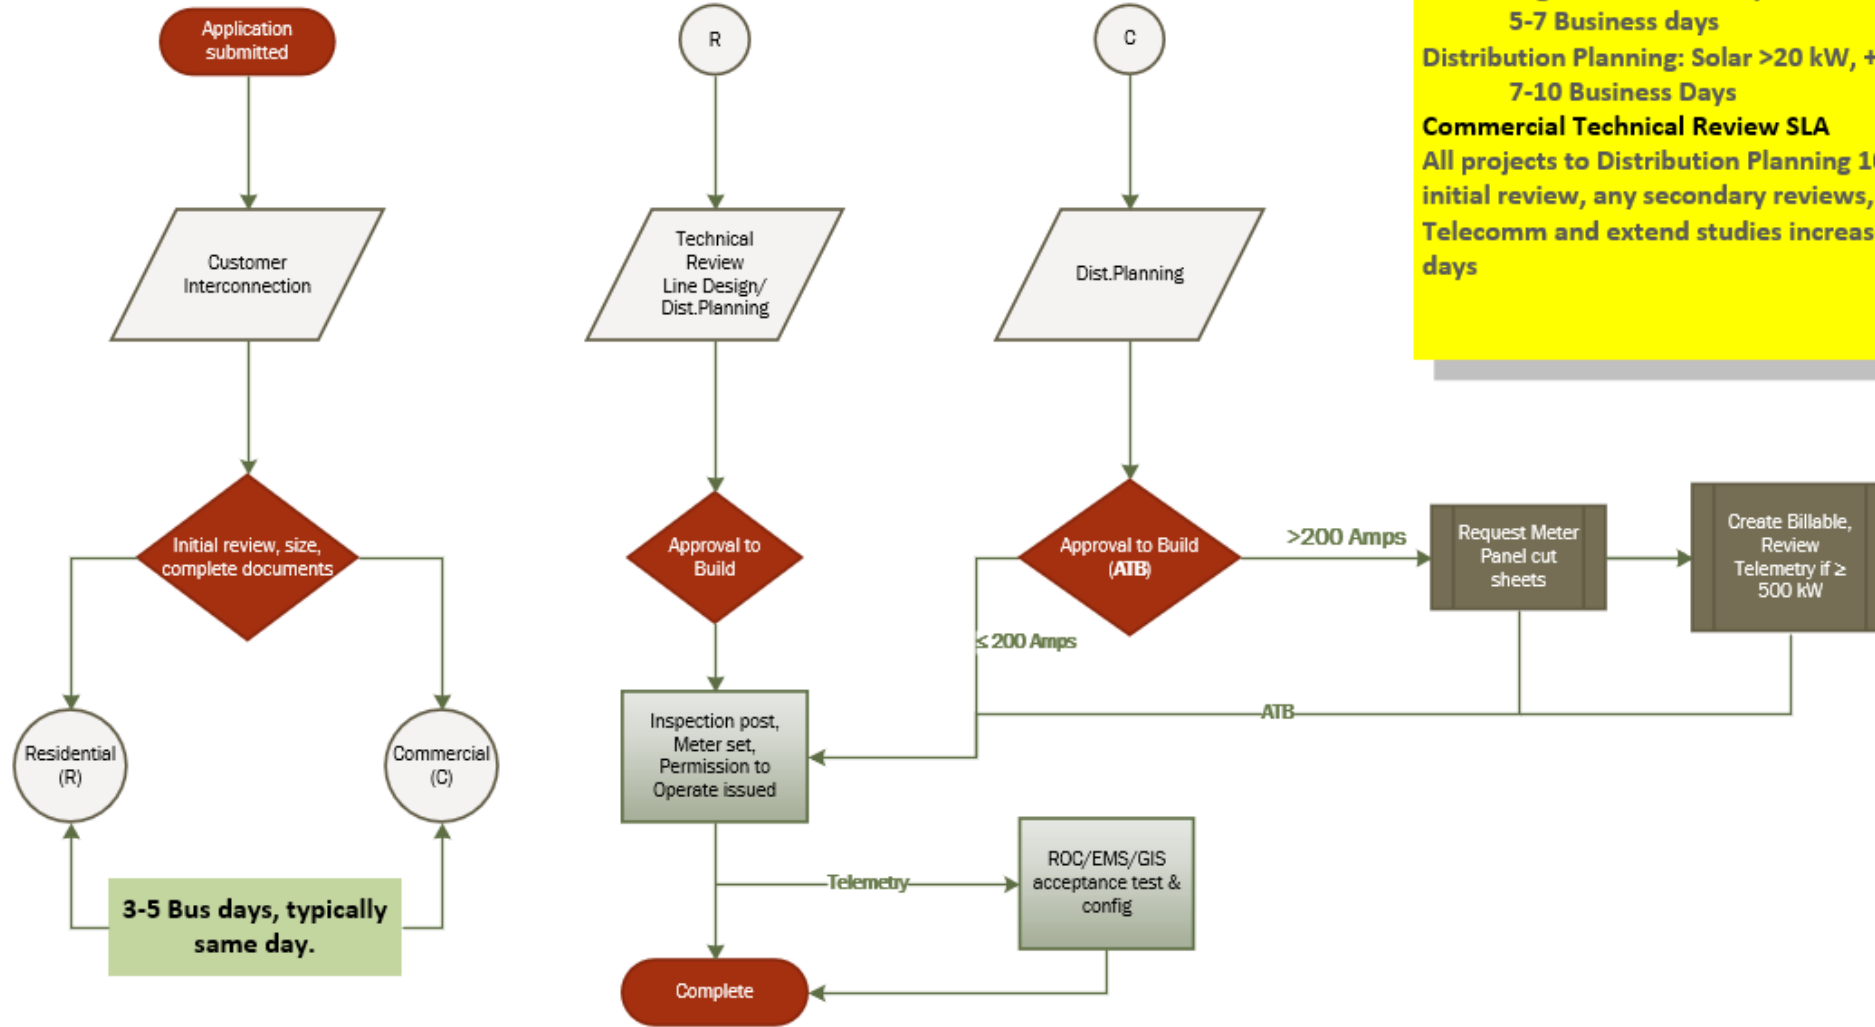 Application
submitted
Customer
Interconnection
Initial review, size,
complete documents
Residential
(R)
Commercial
(C)
3-5 Bus days, typically
same day.
R
Technical
Review
Line Design/
Dist.Planning
Approval to
Build
Inspection post,
Meter set,
Permission to
Operate issued
Telemetry
ROC/EMS/GIS
acceptance test &
config
Complete
C
Dist.Planning
Approval to Build
(ATB)
≤ 200 Amps
>200 Amps
Request Meter
Panel cut
sheets
Create Billable,
Review
Telemetry if ≥
500 kW
ATB
5-7 Business days
Distribution Planning: Solar >20 kW, +
7-10 Business Days
Commercial Technical Review SLA
All projects to Distribution Planning
initial review, any secondary reviews,
Telecomm and extend studies
days